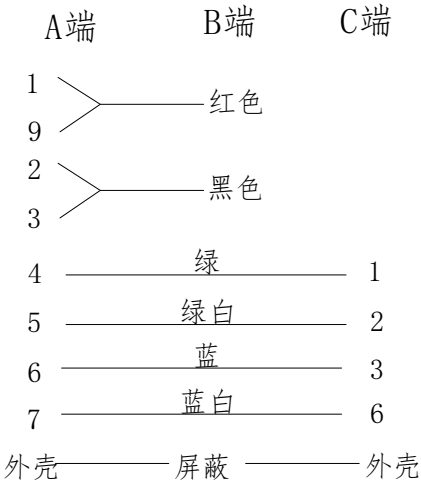 A端 B端 C端
1
红色
9
2
黑色
3
4 绿 1
5 绿白 2
6 蓝 3
7 蓝白 6
外壳 屏蔽 外壳